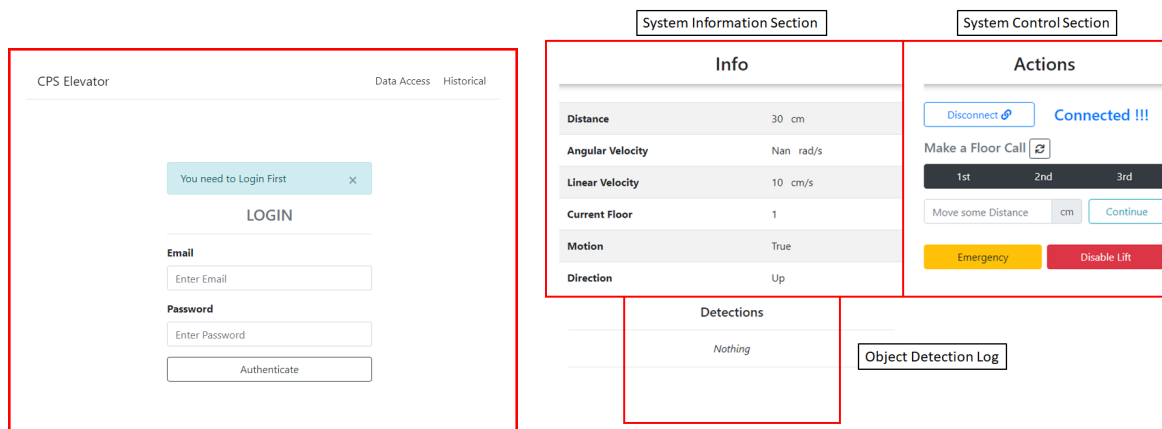 CPS Elevator
Data Access Historical
You need to Login First ×
LOGIN
Email
Enter Email
Password
Enter Password
Authenticate
System Information Section
Info
Distance 30 cm
Angular Velocity Nan rad/s
Linear Velocity 10 cm/s
Current Floor 1
Motion True
Direction Up
System Control Section
Actions
Disconnect Connected !!!
Make a Floor Call
1st 2nd 3rd
Move some Distance cm Continue
Emergency Disable Lift
Detections
Nothing
Object Detection Log